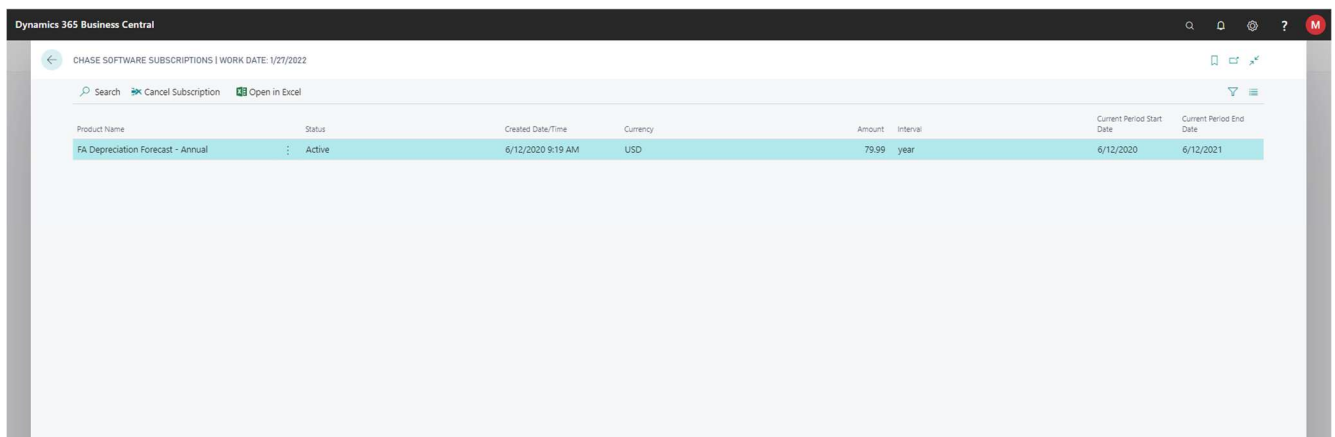 Dynamics 365 Business Central
? M
CHASE SOFTWARE SUBSCRIPTIONS | WORK DATE: 1/27/2022
Search Cancel Subscription Open in Excel
Product Name Status Created Date/Time Currency Amount Interval Current Period Start Date Current Period End Date
FA Depreciation Forecast - Annual Active 6/12/2020 9:19 AM USD 79.99 year 6/12/2020 6/12/2021